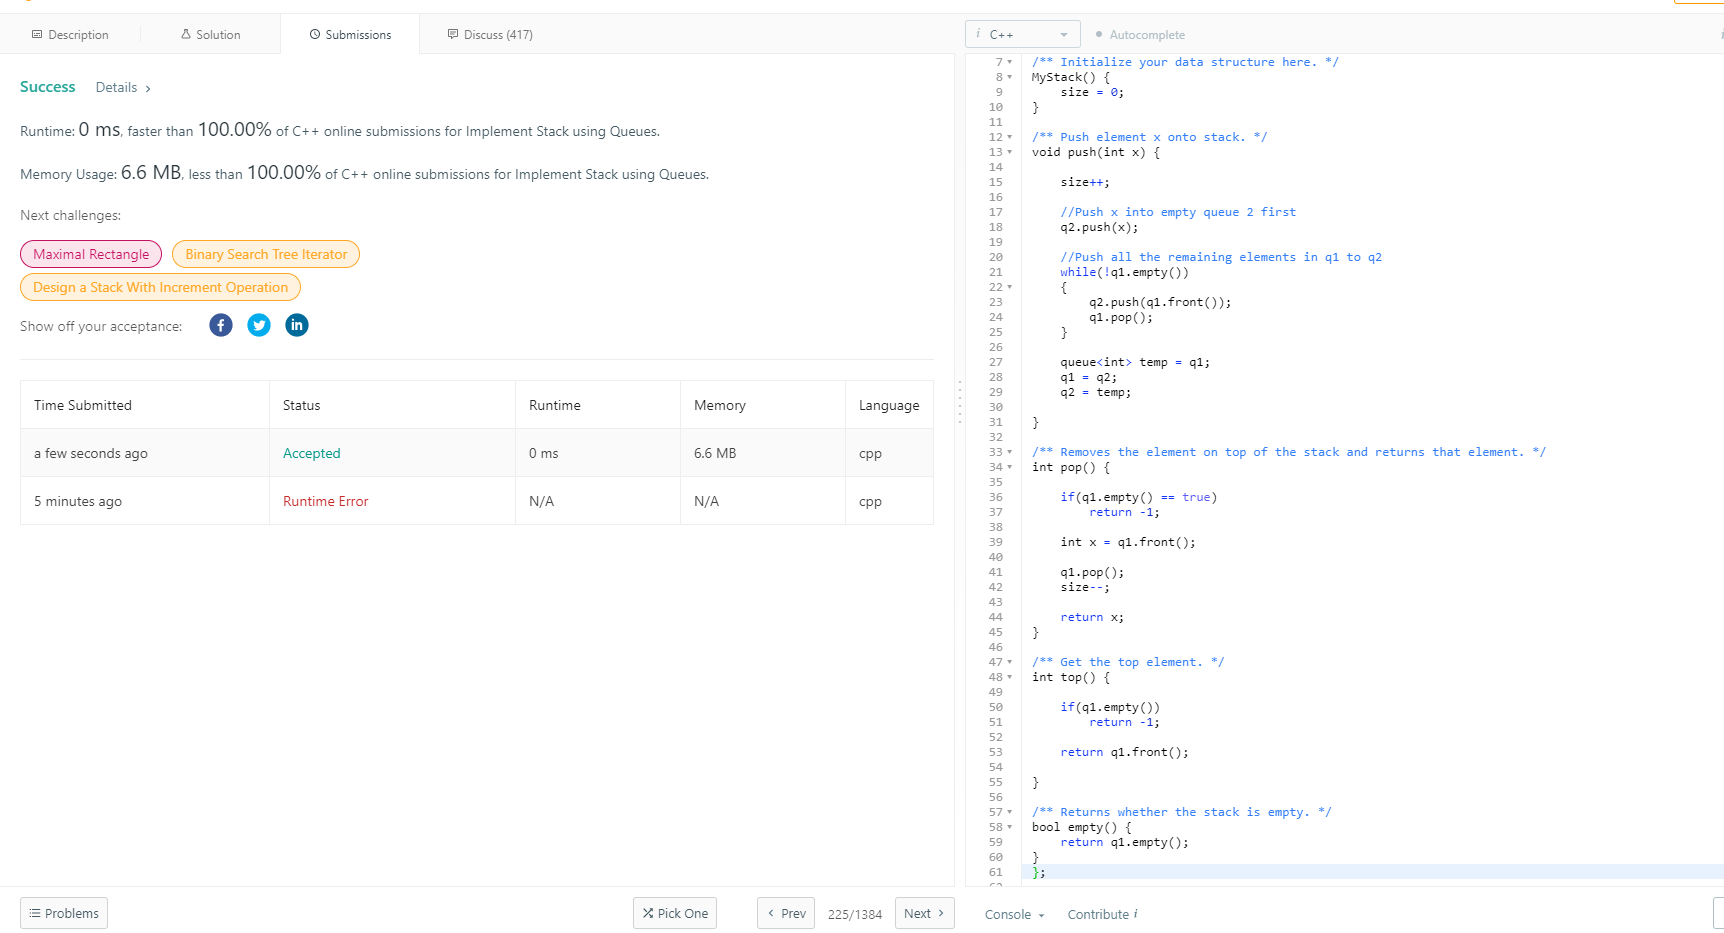 Description
Solution
Submissions
Discuss (417)
i C++
Autocomplete
Success Details >
Runtime: 0 ms, faster than 100.00% of C++ online submissions for Implement Stack using Queues.
Memory Usage: 6.6 MB, less than 100.00% of C++ online submissions for Implement Stack using Queues.
Next challenges:
Maximal Rectangle Binary Search Tree Iterator
Design a Stack With Increment Operation
Show off your acceptance:
Time Submitted Status Runtime Memory Language
a few seconds ago Accepted 0 ms 6.6 MB cpp
5 minutes ago Runtime Error N/A N/A cpp
7 /** Initialize your data structure here. */
8 MyStack() {
9 size = 0;
10 }
11
12 /** Push element x onto stack. */
13 void push(int x) {
14
15 size++;
16
17 //Push x into empty queue 2 first
18 q2.push(x);
19
20 //Push all the remaining elements in q1 to q2
21 while(!q1.empty())
22 {
23 q2.push(q1.front());
24 q1.pop();
25 }
26
27 queue<int> temp = q1;
28 q1 = q2;
29 q2 = temp;
30
31 }
32
33 /** Removes the element on top of the stack and returns that element. */
34 int pop() {
35
36 if(q1.empty() == true)
37 return -1;
38
39 int x = q1.front();
40
41 q1.pop();
42 size--;
43
44 return x;
45 }
46
47 /** Get the top element. */
48 int top() {
49
50 if(q1.empty())
51 return -1;
52
53 return q1.front();
54
55 }
56
57 /** Returns whether the stack is empty. */
58 bool empty() {
59 return q1.empty();
60 }
61 };
Problems
Pick One
< Prev 225/1384 Next >
Console
Contribute i